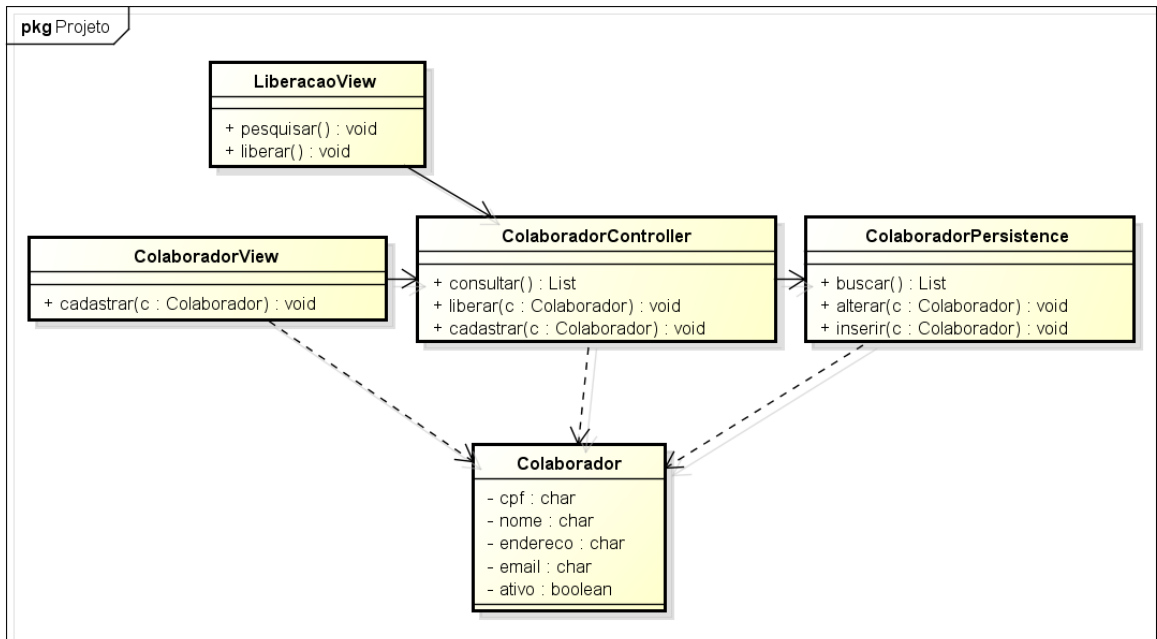 pkg Projeto
LiberacaoView
+ pesquisar() : void
+ liberar() : void
ColaboradorView
+ cadastrar(c : Colaborador) : void
ColaboradorController
+ consultar() : List
+ liberar(c : Colaborador) : void
+ cadastrar(c : Colaborador) : void
ColaboradorPersistence
+ buscar() : List
+ alterar(c : Colaborador) : void
+ inserir(c : Colaborador) : void
Colaborador
- cpf : char
- nome : char
- endereco : char
- email : char
- ativo : boolean